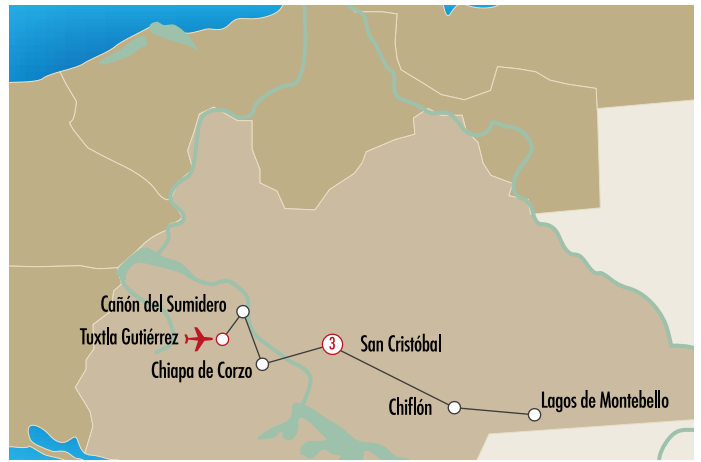 Cañón del Sumidero
Tuxtla Gutiérrez
Chiapa de Corzo
3
San Cristóbal
Chiflón
Lagos de Montebello